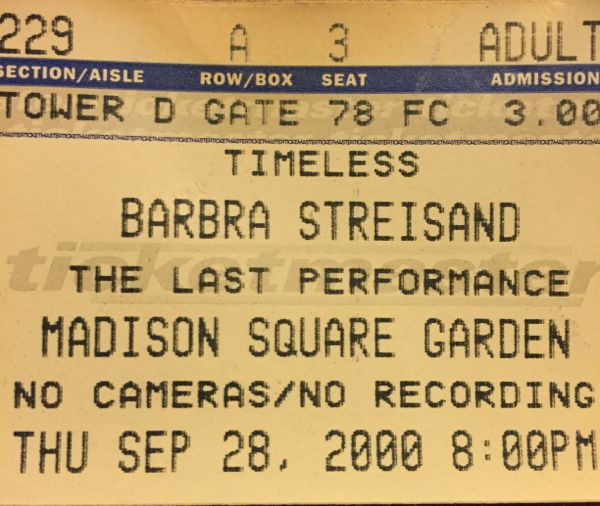 229 A 3 ADULT
SECTION/AISLE ROW/BOX SEAT ADMISSION
TOWER D GATE 78 FC 3.00
TIMELESS
BARBRA STREISAND
ticketmaster
THE LAST PERFORMANCE
MADISON SQUARE GARDEN
NO CAMERAS/NO RECORDING
THU SEP 28, 2000 8:00PM